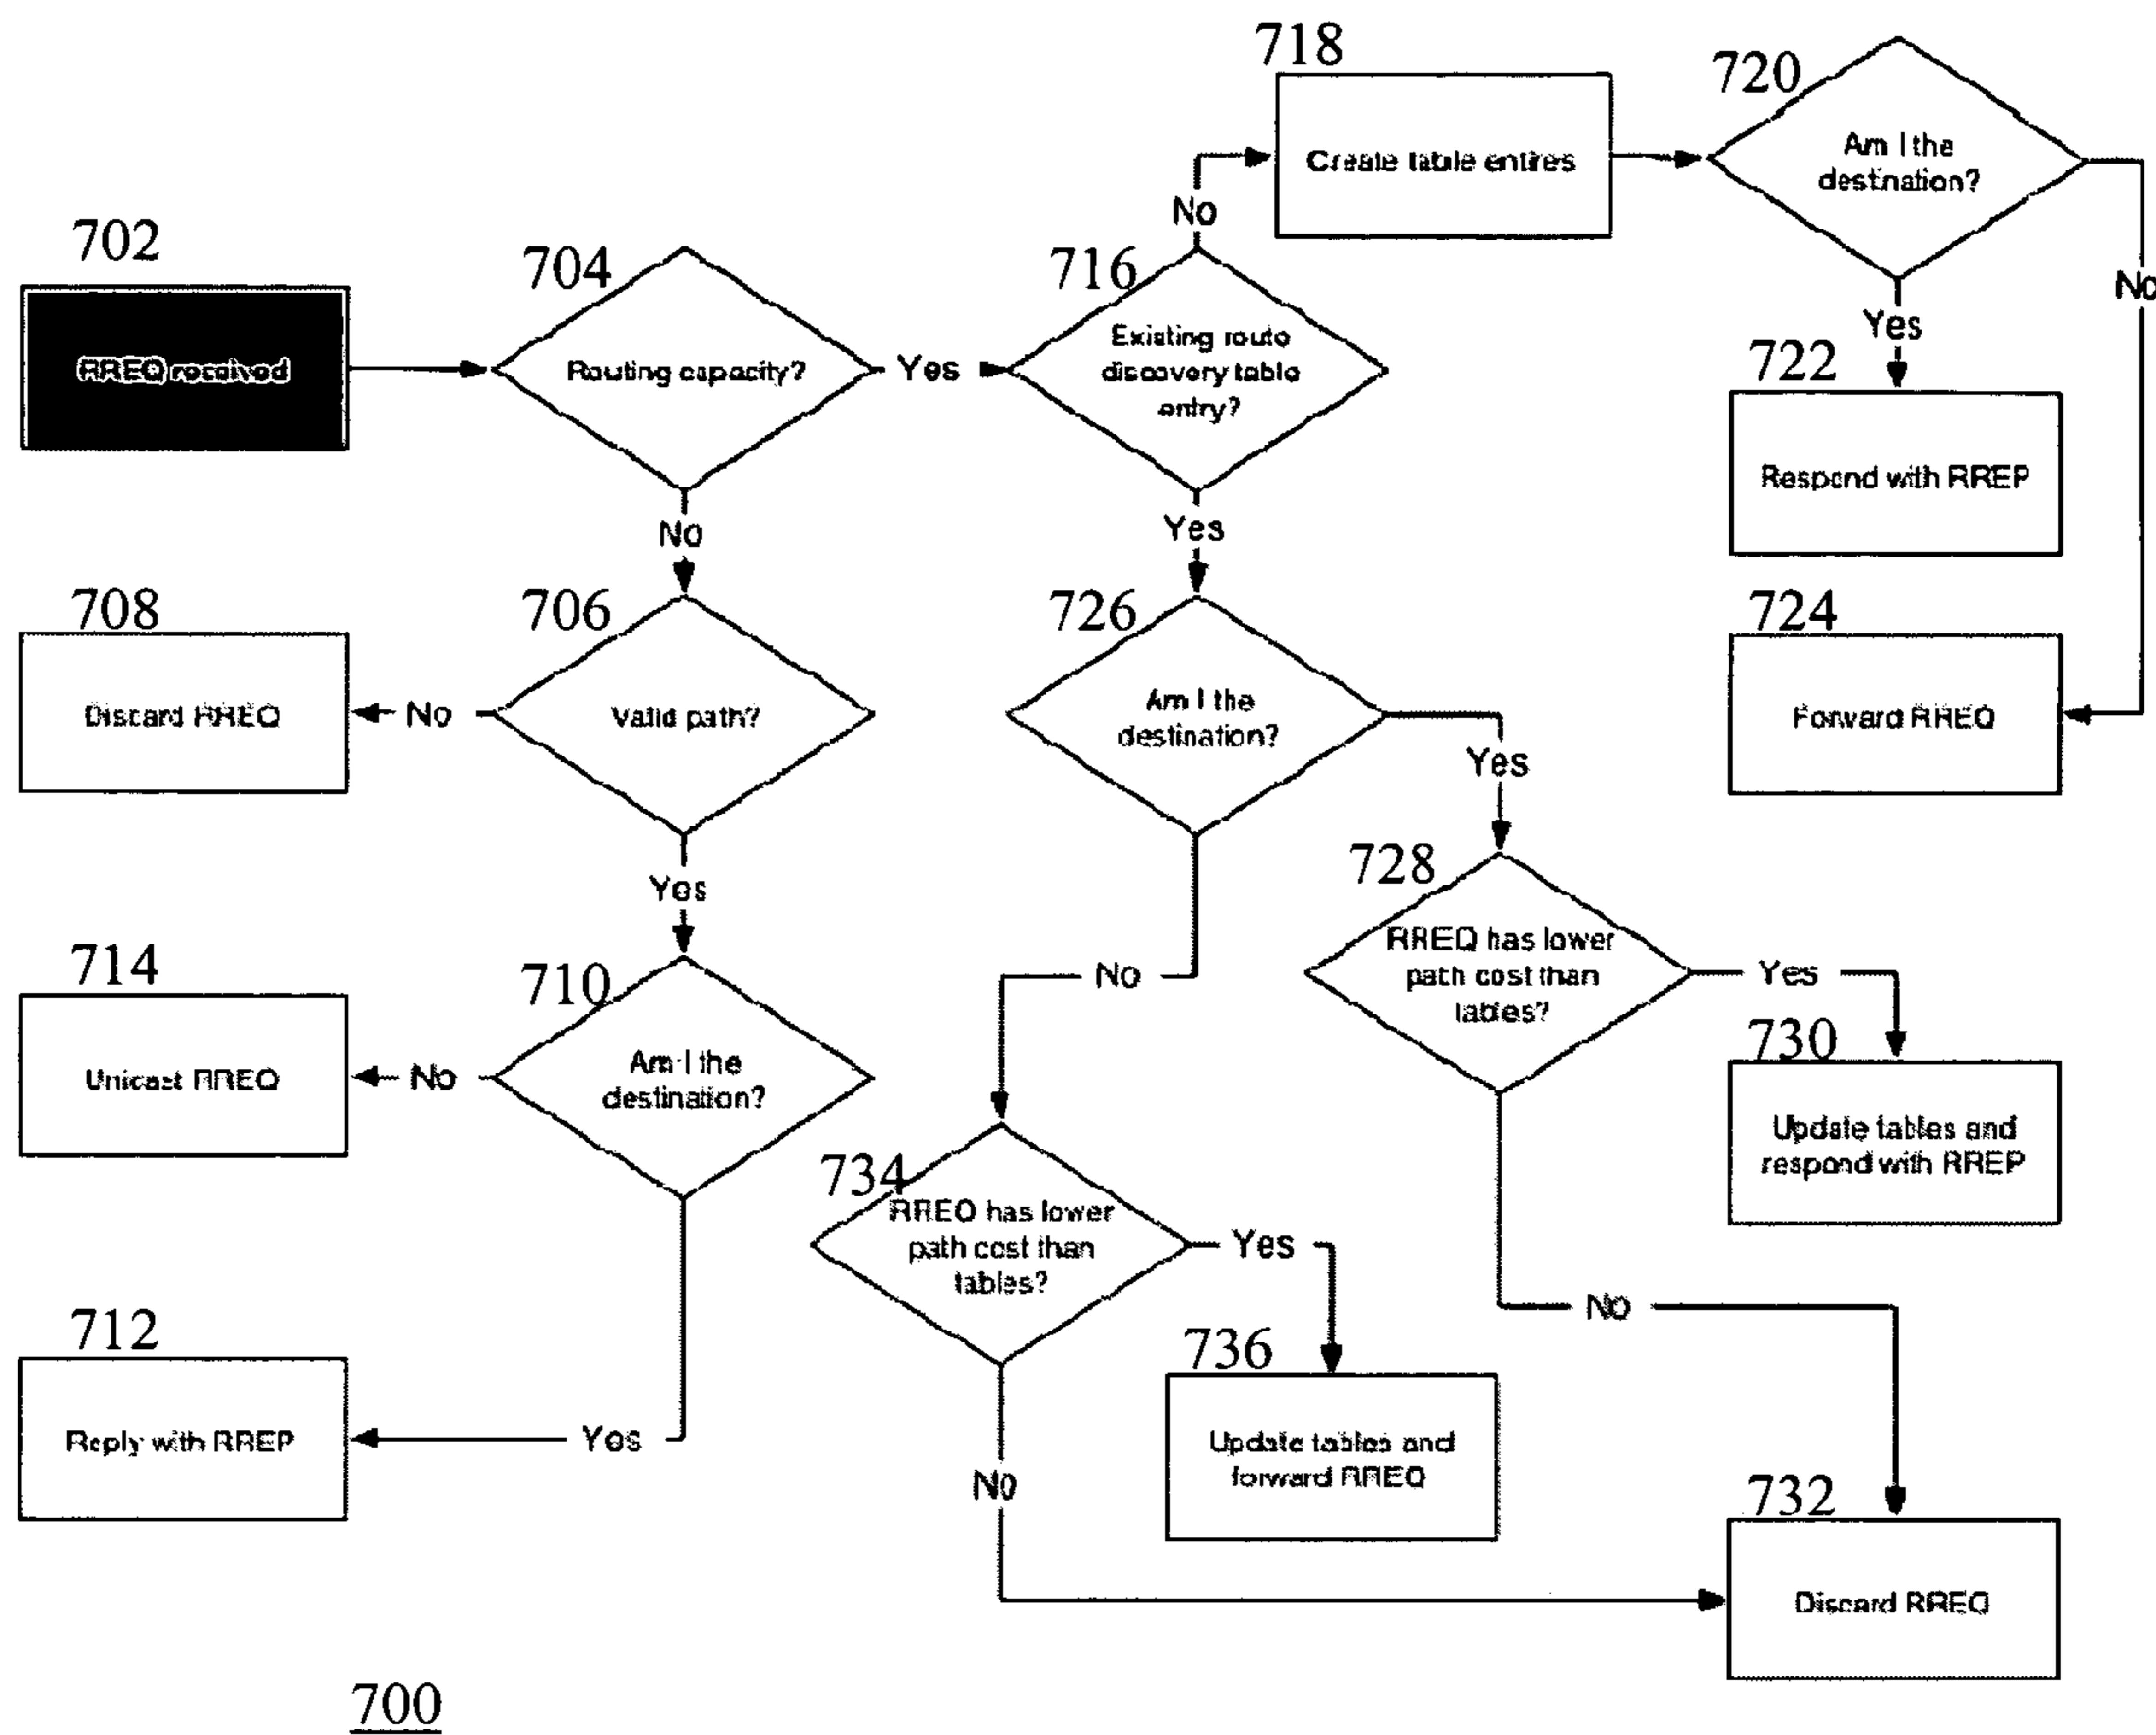 718
720
Create table entires
Am I the
destination?
No
No
702
704
716
Yes
RREQ received
Routing capacity?
Yes
Existing route
discovery table
entry?
722
Respond with RREP
No
Yes
708
706
726
724
Discard RREQ
No
Valid path?
Am I the
destination?
Forward RREQ
Yes
Yes
728
714
710
No
RREQ has lower
path cost than
tables?
Yes
730
Unicast RREQ
No
Am I the
destination?
Update tables and
respond with RREP
734
RREQ has lower
path cost than
tables?
Yes
No
712
736
Reply with RREP
Yes
Update tables and
forward RREQ
No
732
Discard RREQ
700